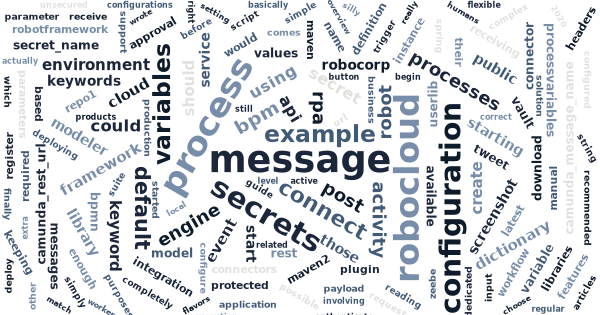 unsecured
configurations
parameter
receive
wrote
robotframework
support
approval
right
before
setting
script
basically
simple
while
silly
overview
name
definition
trigger
really
humans
flexible
complex
receiving
2020
headers
secret_name
actually
environment
keywords
which
parameters
based
repo1
cloud
products
could
production
variables
should
service
would
comes
values
maven
using
bpm
still
api
rpa
secret
url
robocorp
button
begin
business
robot
instance
spring
their
processes
userlib
public
connector
solution
processvariables
vault
configured
camunda_message_name
correct
string
process
example
message
robocloud
configuration
starting
tweet
download
manual
recommended
register
required
deploying
modeler
framework
camunda_rest_url
finally
extra
keeping
deploy
other
messages
library
enough
simply
match
bpmn
suite
keyword
default
started
local
engine
model
integration
purposes
completely
worker
flavors
configure
event
level
active
guide
secrets
connect
post
activity
those
start
related
rest
connectors
protected
application
maven2
possible
plugin
payload
involving
request
reading
available
aebez
dedicated
create
screenshot
dictionary
latest
workflow
variable
input
choose
regular
libraries
features
articles